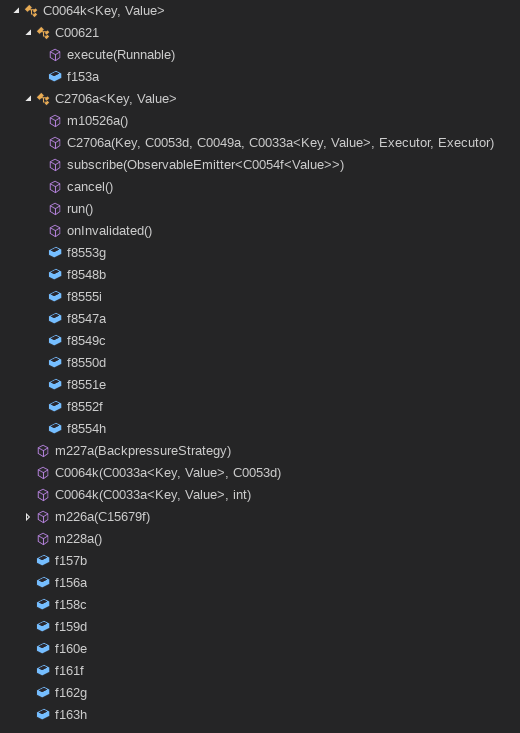 C0064k<Key, Value>
C00621
execute(Runnable)
f153a
C2706a<Key, Value>
m10526a()
C2706a(Key, C0053d, C0049a, C0033a<Key, Value>, Executor, Executor)
subscribe(ObservableEmitter<C0054f<Value>>)
cancel()
run()
onInvalidated()
f8553g
f8548b
f8555i
f8547a
f8549c
f8550d
f8551e
f8552f
f8554h
m227a(BackpressureStrategy)
C0064k(C0033a<Key, Value>, C0053d)
C0064k(C0033a<Key, Value>, int)
m226a(C15679f)
m228a()
f157b
f156a
f158c
f159d
f160e
f161f
f162g
f163h